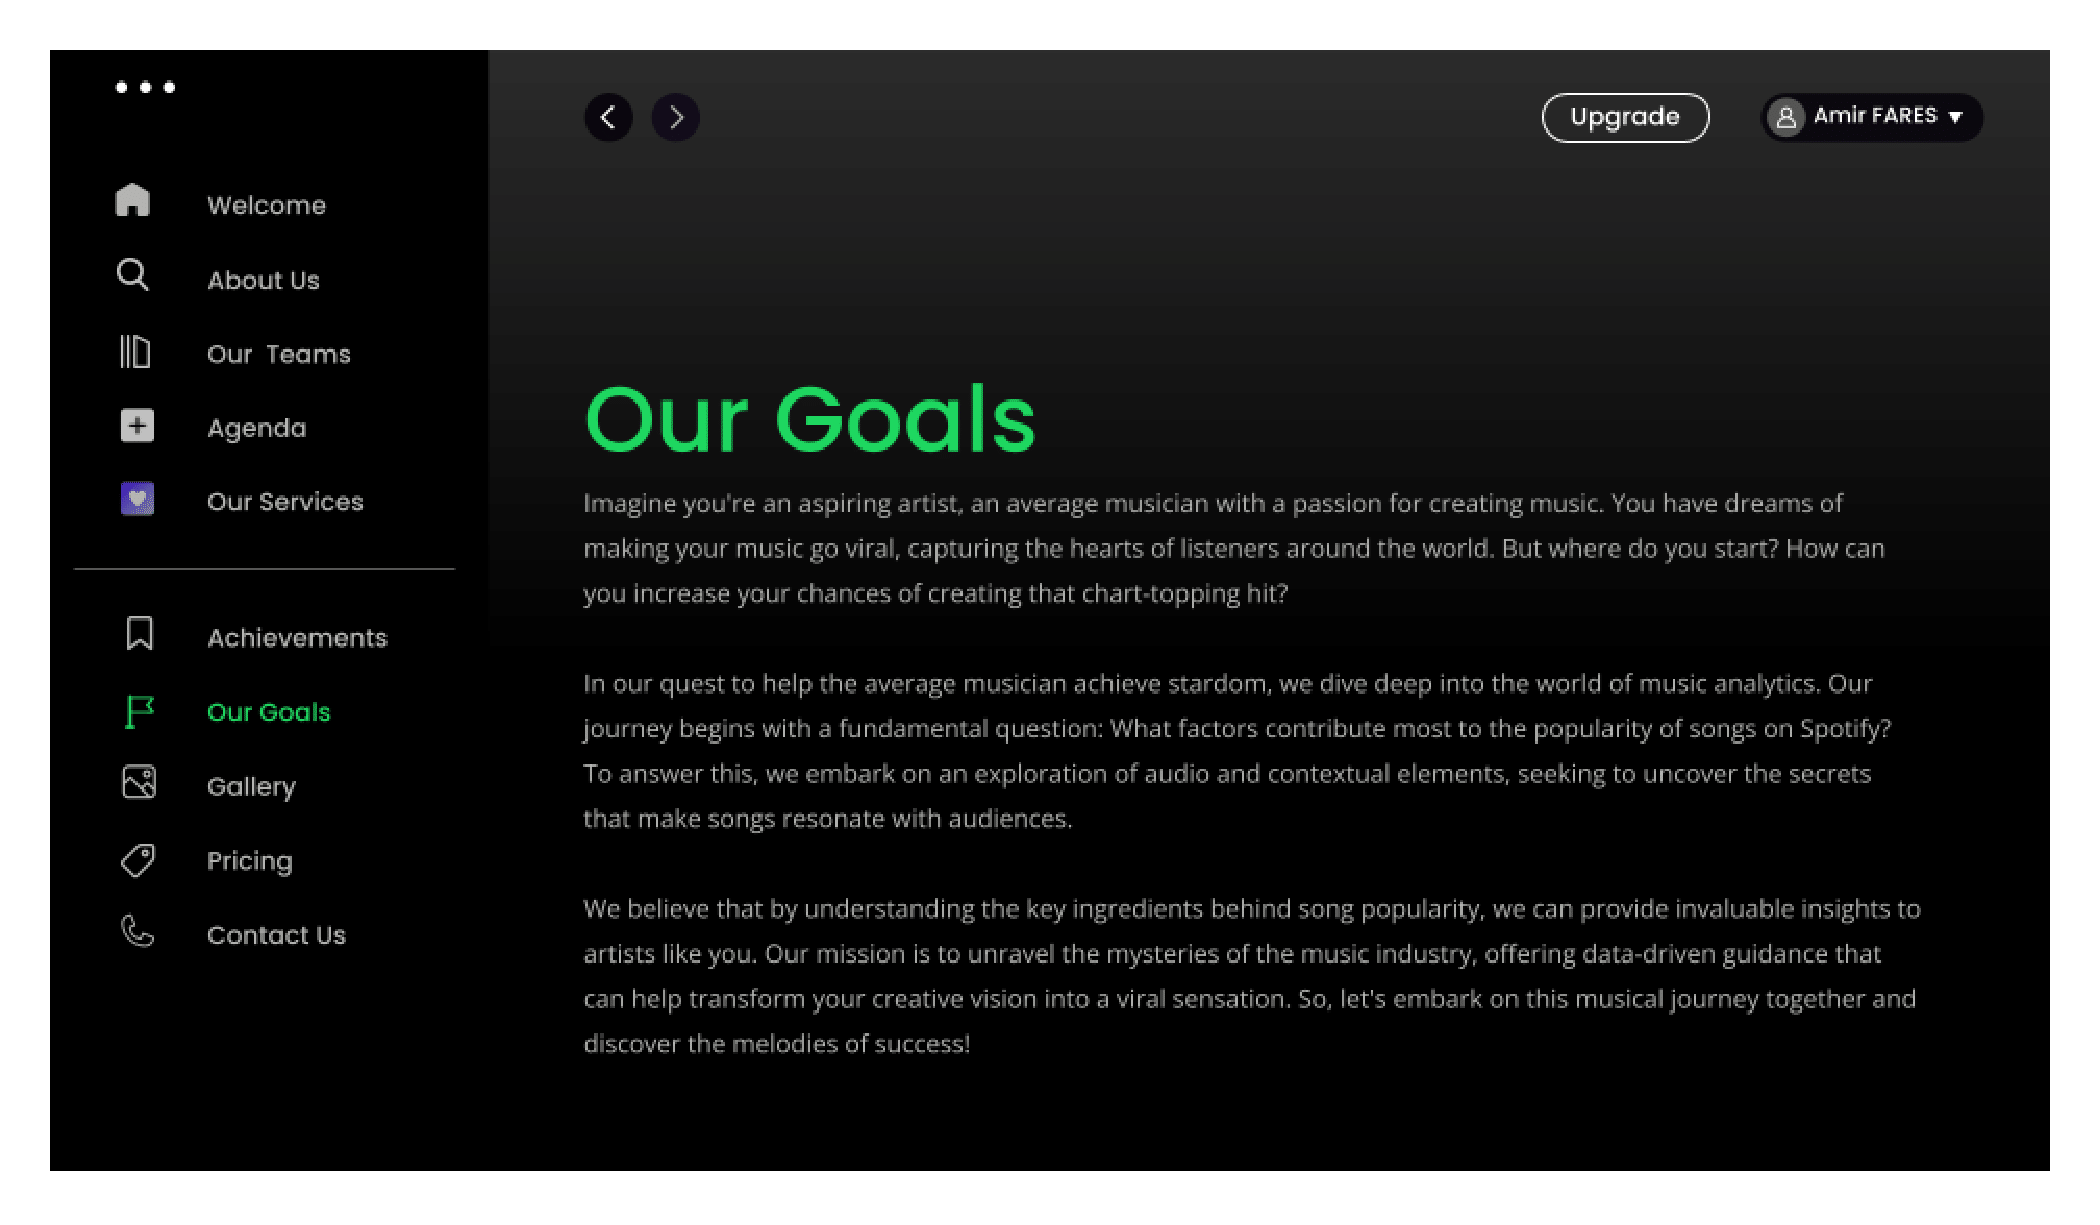 Upgrade
Amir FARES
Welcome
About Us
Our Teams
Agenda
Our Services
Achievements
Our Goals
Gallery
Pricing
Contact Us
Our Goals
Imagine you're an aspiring artist, an average musician with a passion for creating music. You have dreams of
making your music go viral, capturing the hearts of listeners around the world. But where do you start? How can
you increase your chances of creating that chart-topping hit?
In our quest to help the average musician achieve stardom, we dive deep into the world of music analytics. Our
journey begins with a fundamental question: What factors contribute most to the popularity of songs on Spotify?
To answer this, we embark on an exploration of audio and contextual elements, seeking to uncover the secrets
that make songs resonate with audiences.
We believe that by understanding the key ingredients behind song popularity, we can provide invaluable insights to
artists like you. Our mission is to unravel the mysteries of the music industry, offering data-driven guidance that
can help transform your creative vision into a viral sensation. So, let's embark on this musical journey together and
discover the melodies of success!